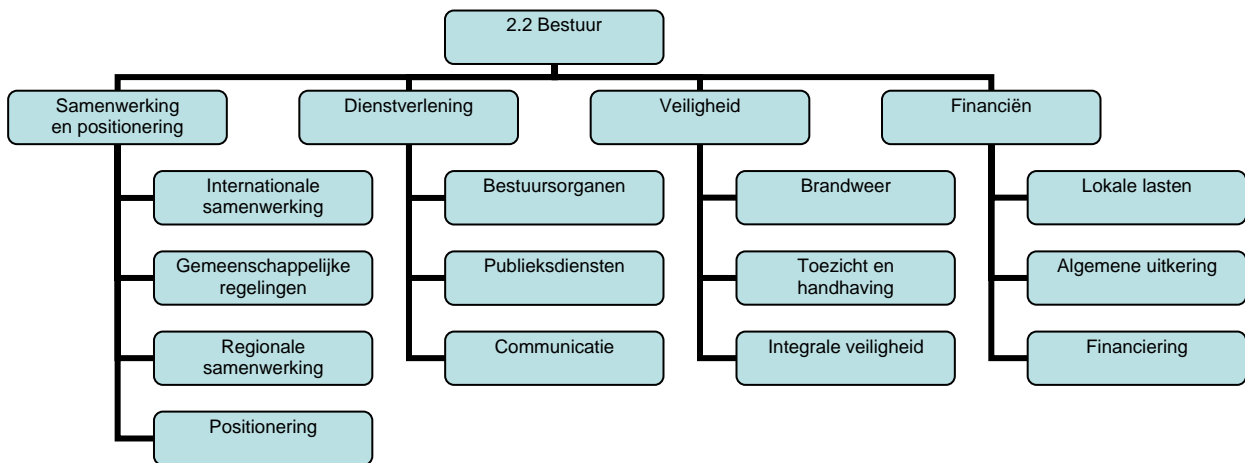 2.2 Bestuur
Samenwerking
en positionering
Dienstverlening
Veiligheid
Financiën
Internationale
samenwerking
Gemeenschappelijke
regelingen
Regionale
samenwerking
Positionering
Bestuursorganen
Publieksdiensten
Communicatie
Brandweer
Toezicht en
handhaving
Integrale veiligheid
Lokale lasten
Algemene uitkering
Financiering